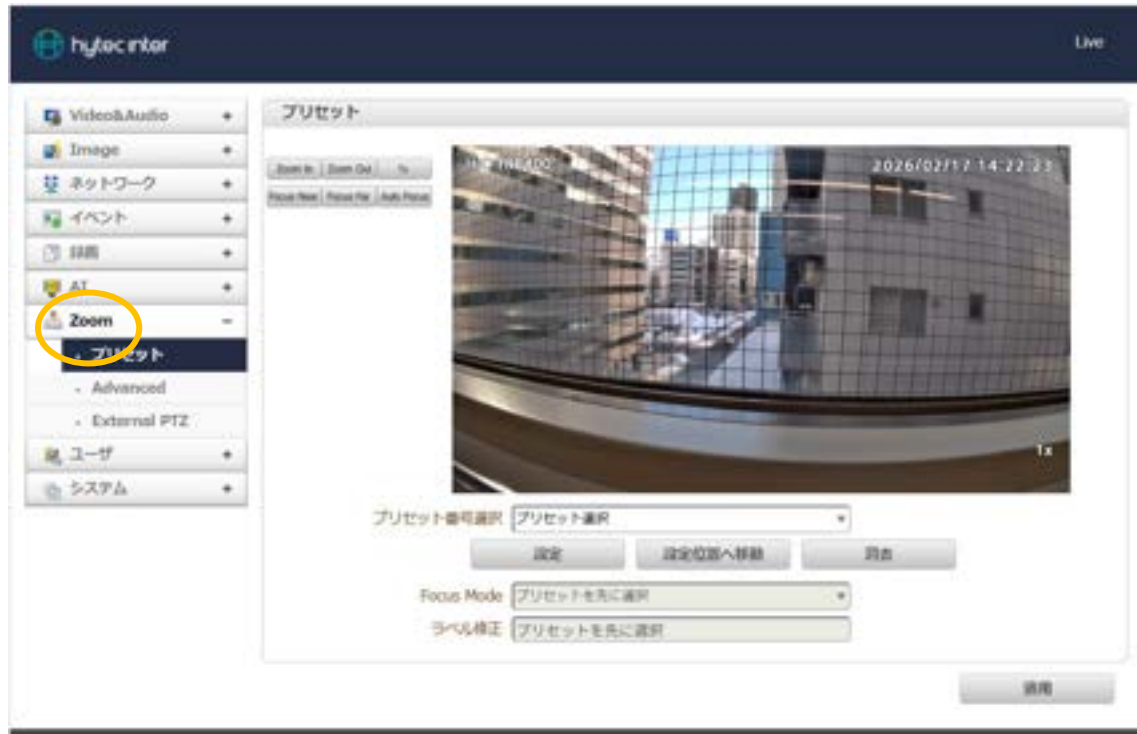 hytec inter
Live
Video&Audio +
Image +
ネットワーク +
イベント +
録画 +
AI +
Zoom -
プリセット
Advanced
External PTZ
ユーザ +
システム +
プリセット
Zoom In Zoom Out 1x
Focus Near Focus Far Auto Focus
2026/02/17 14:22:23
1x
プリセット番号選択 プリセット選択
設定 設定位置へ移動
Focus Mode プリセットを先に選択
ラベル修正 プリセットを先に選択
適用